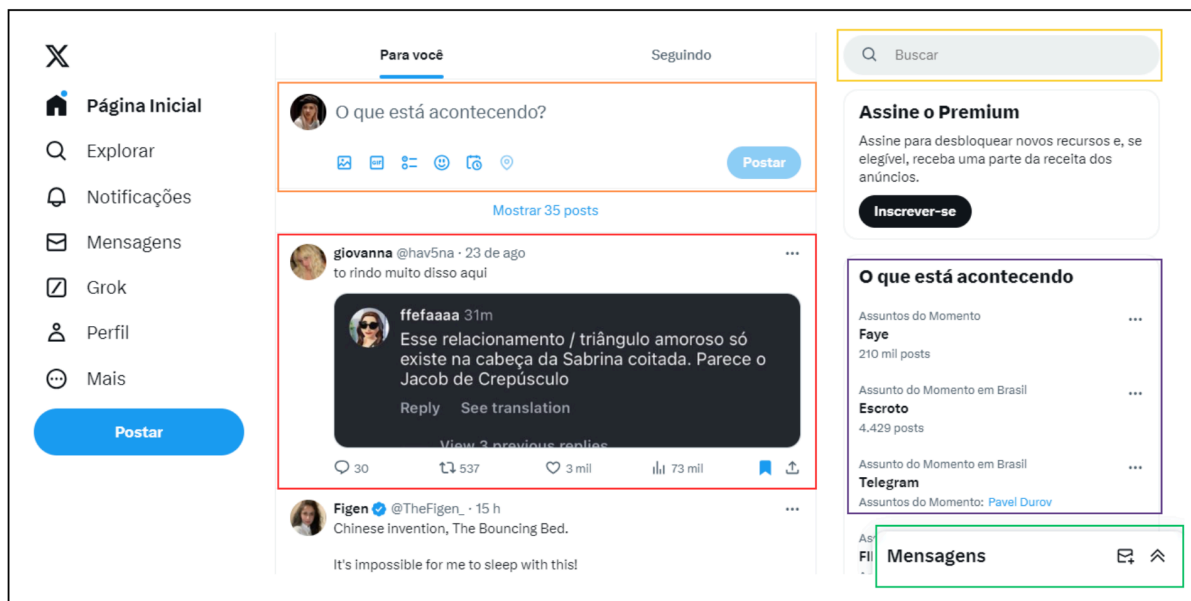 X
Página Inicial
Explorar
Notificações
Mensagens
Grok
Perfil
Mais
Postar
Para você
Seguindo
O que está acontecendo?
GIF
Postar
Mostrar 35 posts
giovanna @hav5na · 23 de ago
to rindo muito disso aqui
ffefaaaa 31m
Esse relacionamento / triângulo amoroso só
existe na cabeça da Sabrina coitada. Parece o
Jacob de Crepúsculo
Reply See translation
View 3 previous replies
30 537 3 mil 73 mil
Figen @TheFigen_ · 15 h
Chinese invention, The Bouncing Bed.
It's impossible for me to sleep with this!
Buscar
Assine o Premium
Assine para desbloquear novos recursos e, se
elegível, receba uma parte da receita dos
anúncios.
Inscrever-se
O que está acontecendo
Assuntos do Momento
Faye
210 mil posts
Assunto do Momento em Brasil
Escroto
4.429 posts
Assunto do Momento em Brasil
Telegram
Assuntos do Momento: Pavel Durov
Mensagens